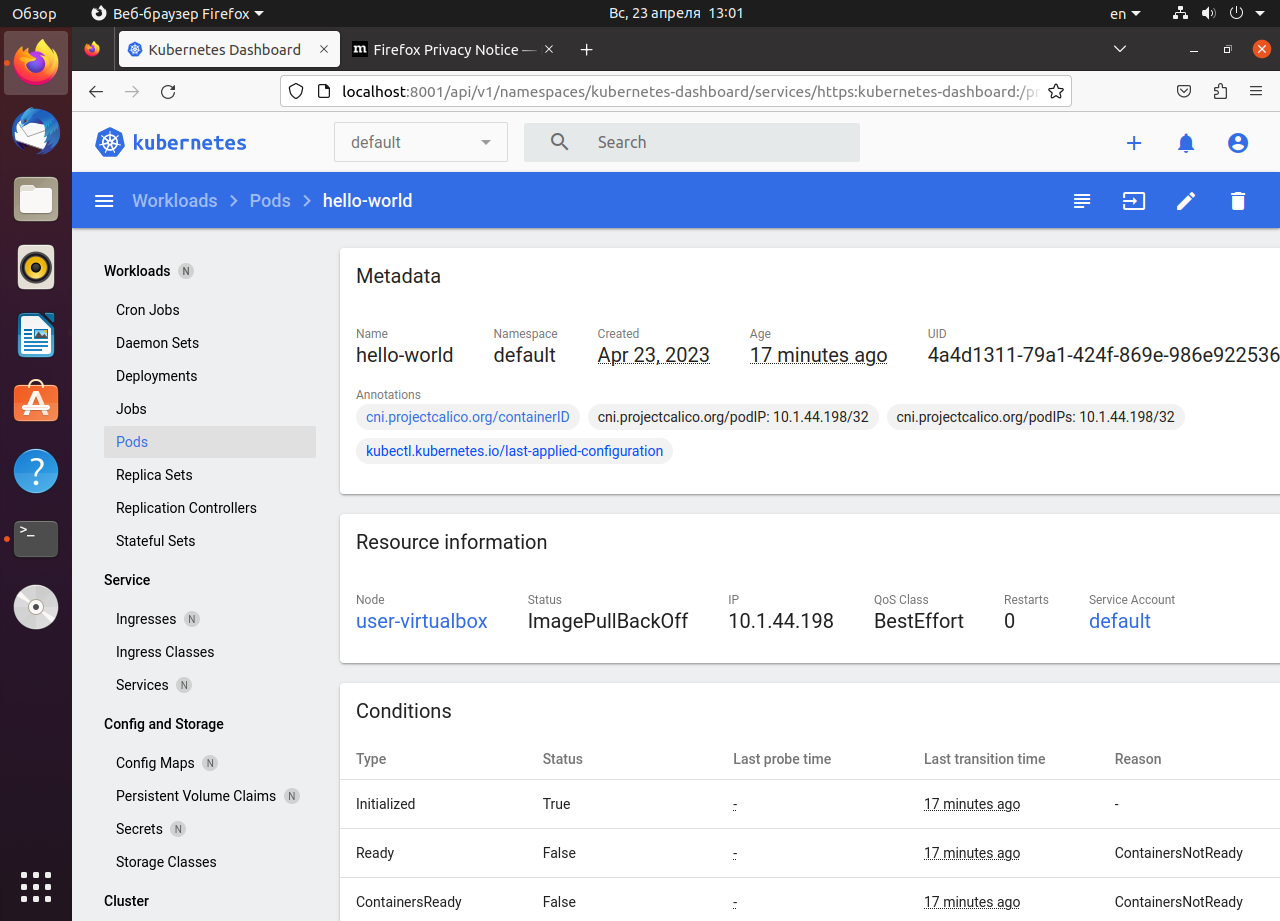 Обзор Веб-браузер Firefox Вс, 23 апреля 13:01 en
Kubernetes Dashboard Firefox Privacy Notice —
localhost:8001/api/v1/namespaces/kubernetes-dashboard/services/https:kubernetes-dashboard:/pr
kubernetes default Search
Workloads Pods hello-world
Workloads N
Cron Jobs
Daemon Sets
Deployments
Jobs
Pods
Replica Sets
Replication Controllers
Stateful Sets
Service
Ingresses N
Ingress Classes
Services N
Config and Storage
Config Maps N
Persistent Volume Claims N
Secrets N
Storage Classes
Cluster
Metadata
Name Namespace Created Age UID
hello-world default Apr 23, 2023 17 minutes ago 4a4d1311-79a1-424f-869e-986e922536
Annotations
cni.projectcalico.org/containerID cni.projectcalico.org/podIP: 10.1.44.198/32 cni.projectcalico.org/podIPs: 10.1.44.198/32
kubectl.kubernetes.io/last-applied-configuration
Resource information
Node Status IP QoS Class Restarts Service Account
user-virtualbox ImagePullBackOff 10.1.44.198 BestEffort 0 default
Conditions
Type Status Last probe time Last transition time Reason
Initialized True - 17 minutes ago -
Ready False - 17 minutes ago ContainersNotReady
ContainersReady False - 17 minutes ago ContainersNotReady